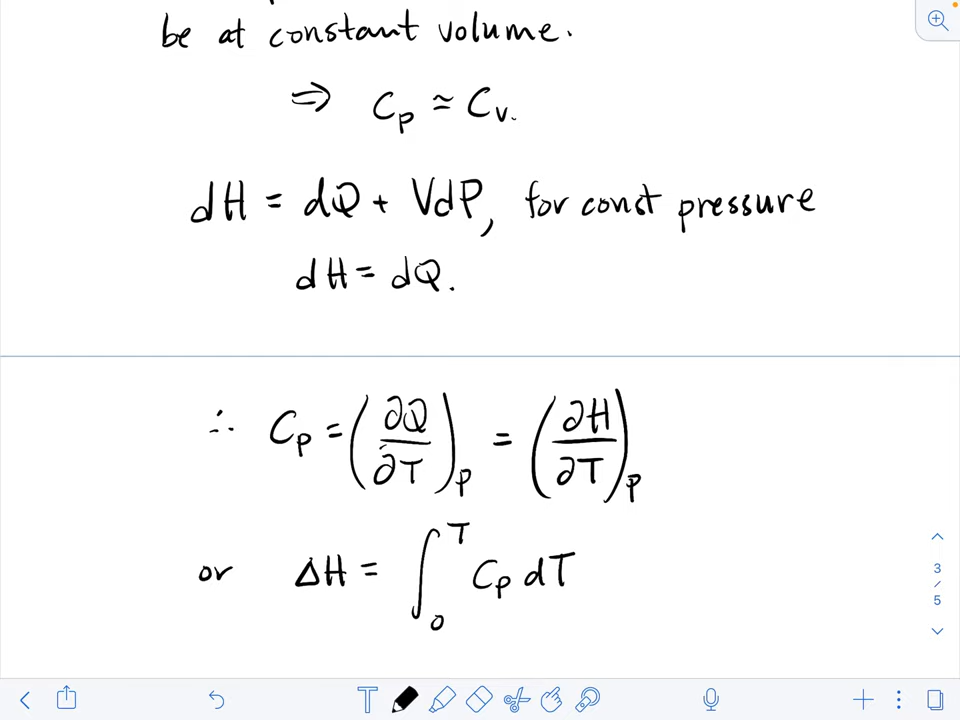 be at constant volume.
⇒ Cp ≃ Cv.
dH = dQ + VdP, for const pressure
dH = dQ.
∴ Cp = (∂Q/∂T)p = (∂H/∂T)p
or ΔH = ∫₀ᵀ Cp dT
3
/
5
T